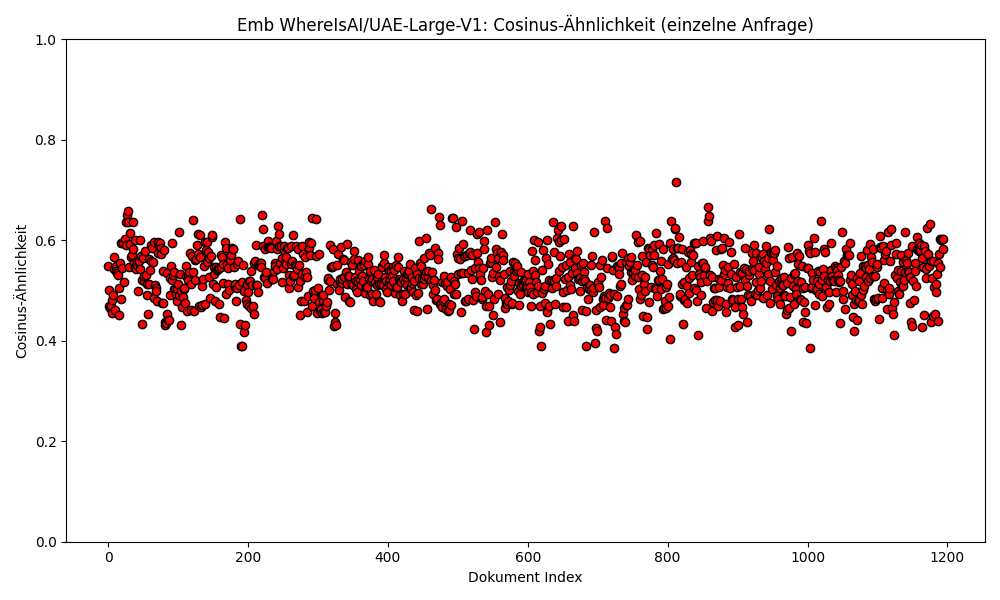 Emb WhereIsAI/UAE-Large-V1: Cosinus-Ähnlichkeit (einzelne Anfrage)
Cosinus-Ähnlichkeit
1.0
0.8
0.6
0.4
0.2
0.0
0 200 400 600 800 1000 1200
Dokument Index